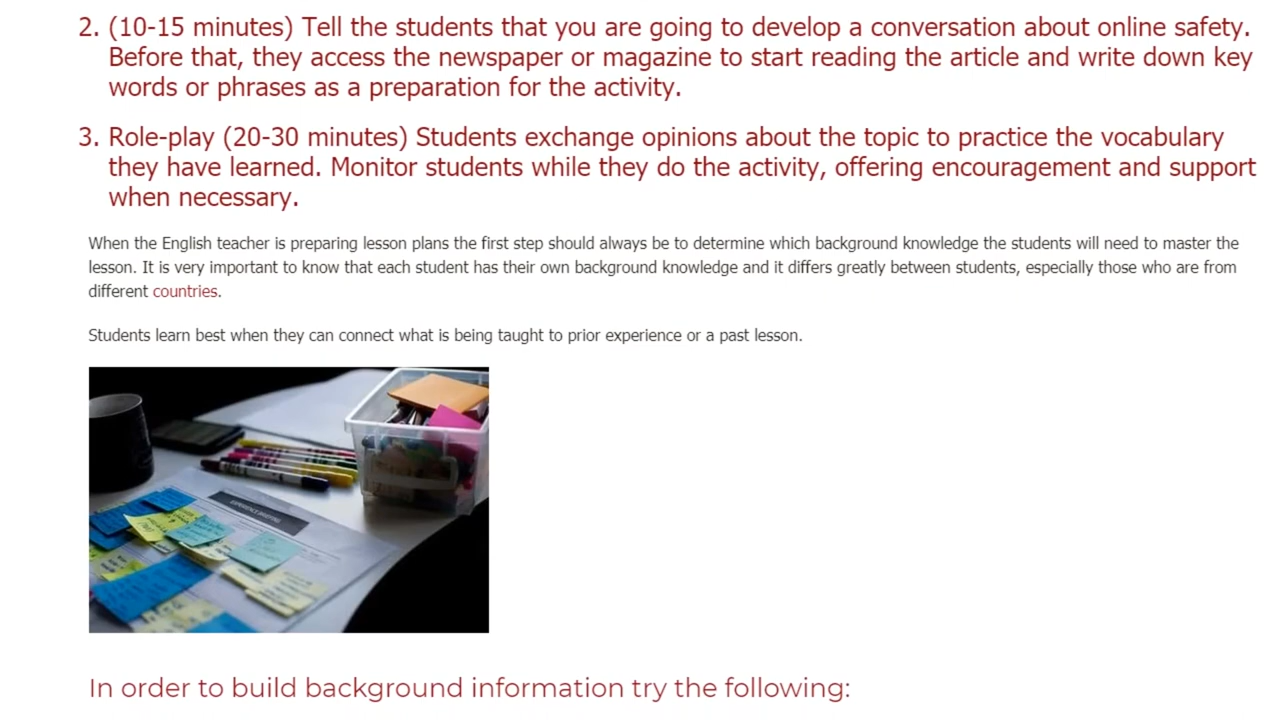 2. (10-15 minutes) Tell the students that you are going to develop a conversation about online safety.
Before that, they access the newspaper or magazine to start reading the article and write down key
words or phrases as a preparation for the activity.
3. Role-play (20-30 minutes) Students exchange opinions about the topic to practice the vocabulary
they have learned. Monitor students while they do the activity, offering encouragement and support
when necessary.
When the English teacher is preparing lesson plans the first step should always be to determine which background knowledge the students will need to master the
lesson. It is very important to know that each student has their own background knowledge and it differs greatly between students, especially those who are from
different countries.
Students learn best when they can connect what is being taught to prior experience or a past lesson.
In order to build background information try the following: